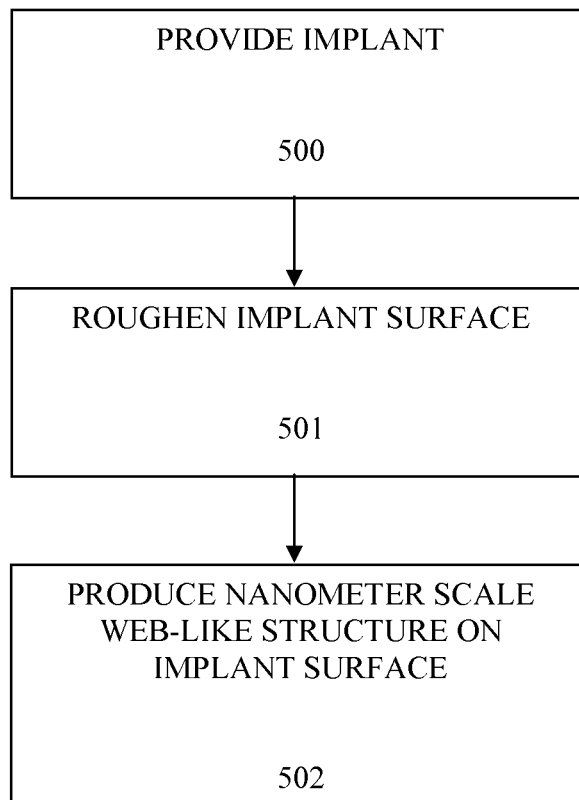 PROVIDE IMPLANT
500
ROUGHEN IMPLANT SURFACE
501
PRODUCE NANOMETER SCALE
WEB-LIKE STRUCTURE ON
IMPLANT SURFACE
502